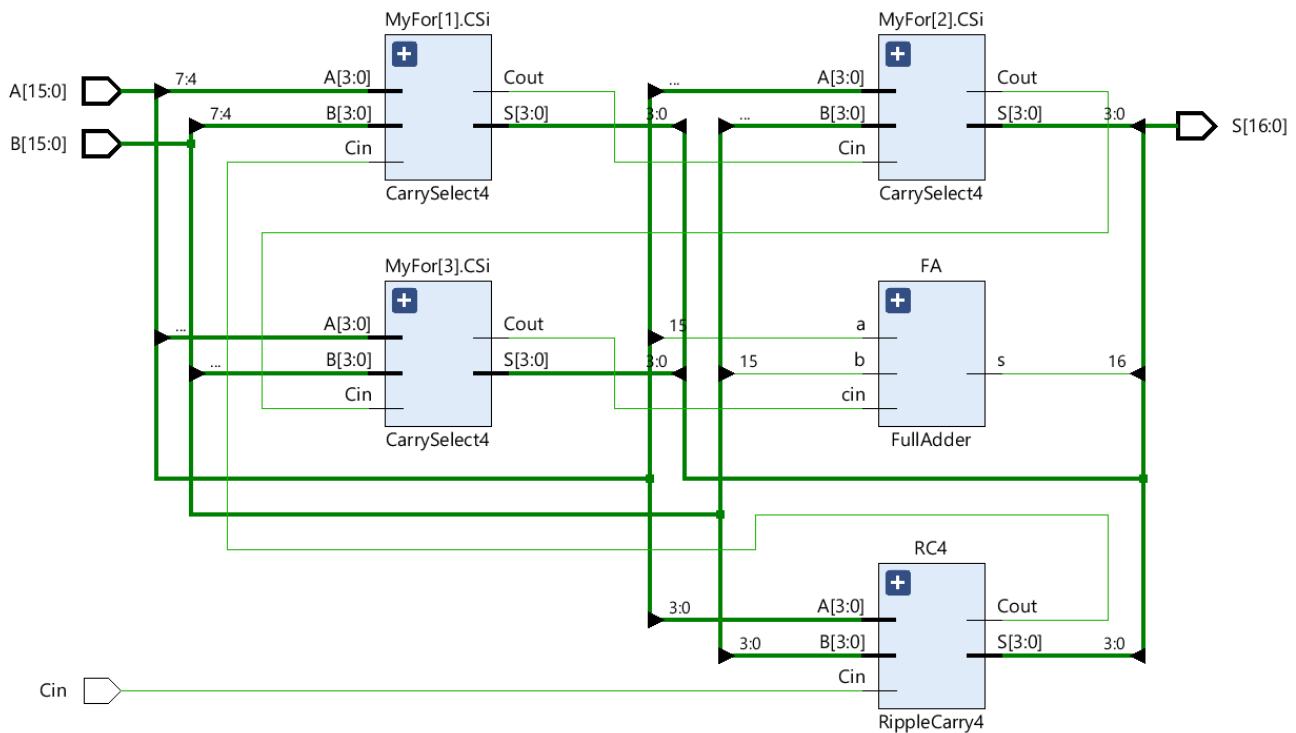 MyFor[1].CSi
MyFor[2].CSi
A[15:0]
7:4
A[3:0]
Cout
...
A[3:0]
Cout
B[15:0]
7:4
B[3:0]
S[3:0]
3:0
...
B[3:0]
S[3:0]
3:0
S[16:0]
Cin
Cin
CarrySelect4
CarrySelect4
MyFor[3].CSi
FA
...
A[3:0]
Cout
15
a
...
B[3:0]
S[3:0]
3:0
15
b
s
16
Cin
cin
CarrySelect4
FullAdder
RC4
3:0
A[3:0]
Cout
3:0
B[3:0]
S[3:0]
3:0
Cin
Cin
RippleCarry4